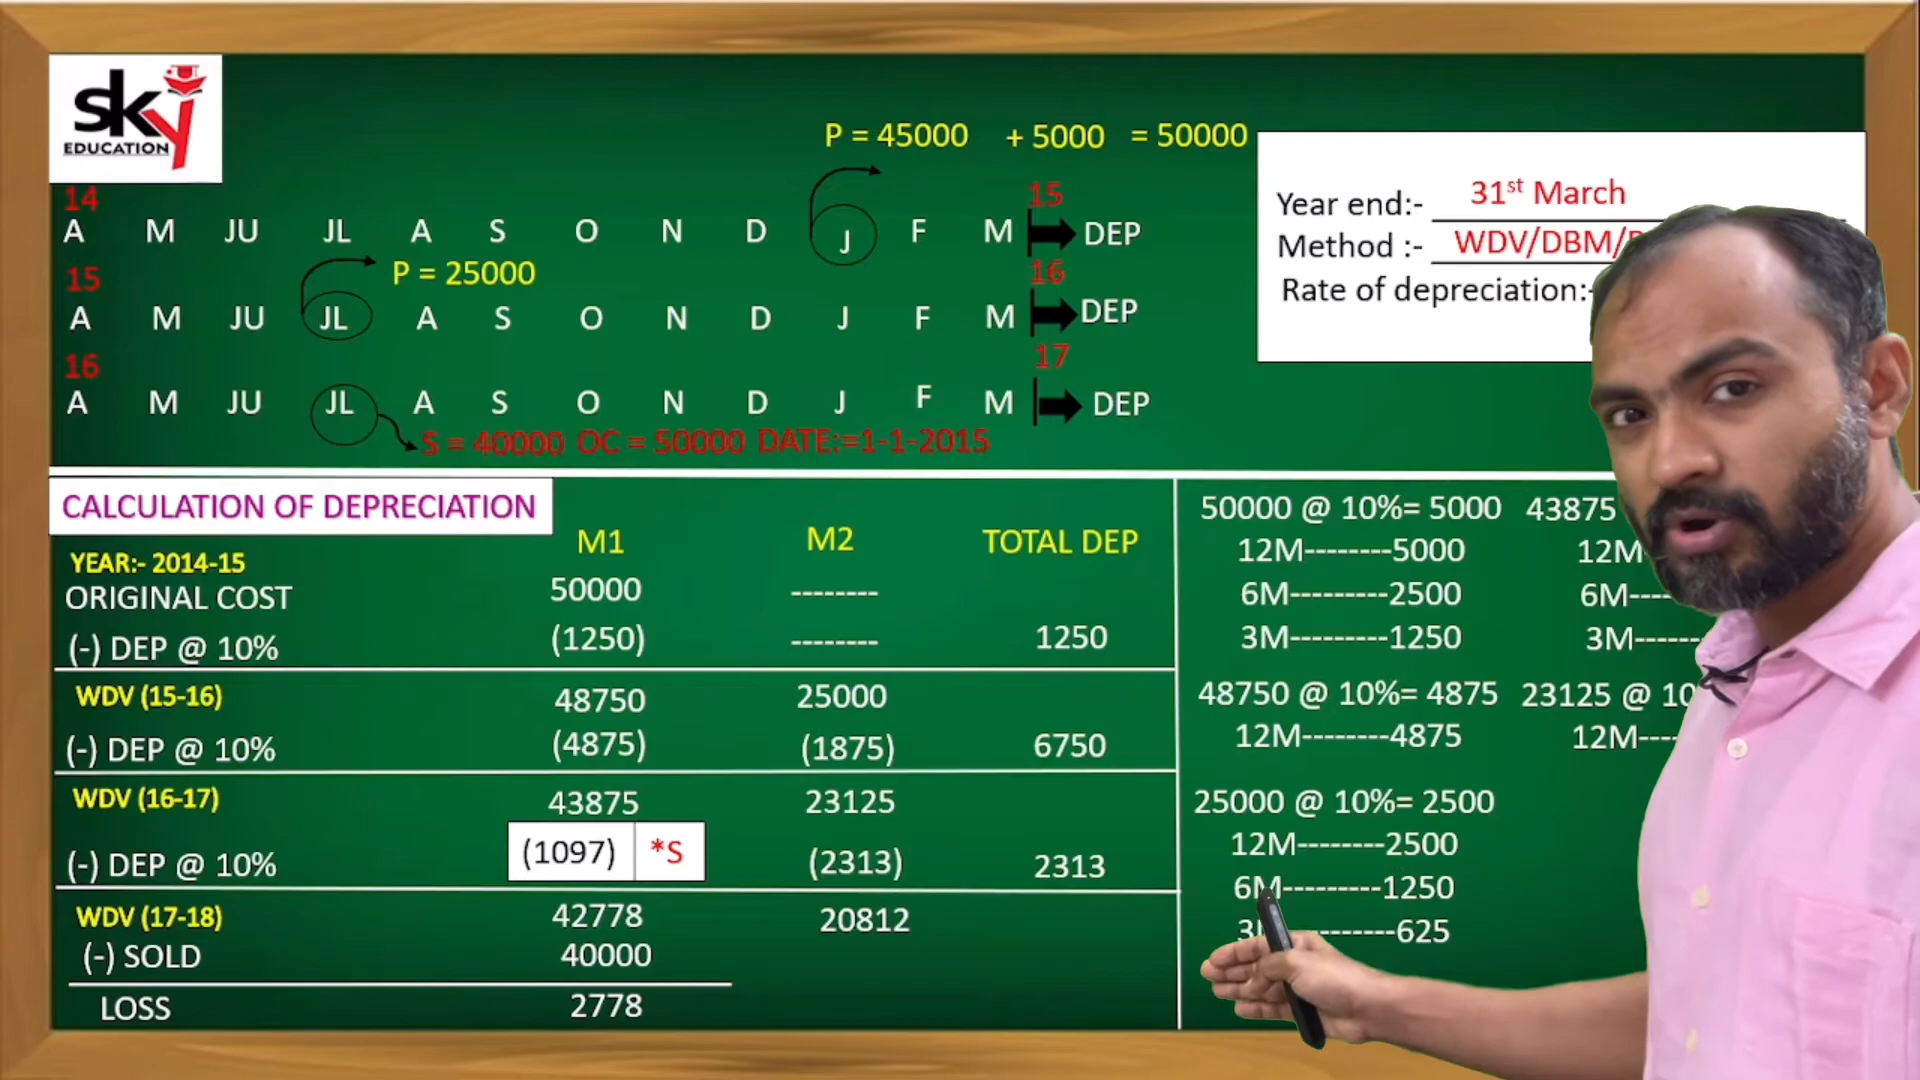 sky
EDUCATION
P = 45000 + 5000 = 50000
14 15
A M JU JL A S O N D J F M DEP
P = 25000
15 16
A M JU JL A S O N D J F M DEP
16 17
A M JU JL A S O N D J F M DEP
S = 40000 OC = 50000 DATE:=1-1-2015
Year end:- 31st March
Method :- WDV/DBM/
Rate of depreciation:-
CALCULATION OF DEPRECIATION
M1 M2 TOTAL DEP
YEAR:- 2014-15
ORIGINAL COST 50000 --------
(-) DEP @ 10% (1250) -------- 1250
WDV (15-16) 48750 25000
(-) DEP @ 10% (4875) (1875) 6750
WDV (16-17) 43875 23125
(-) DEP @ 10% (1097) *S (2313) 2313
WDV (17-18) 42778 20812
(-) SOLD 40000
LOSS 2778
50000 @ 10%= 5000
12M--------5000
6M---------2500
3M---------1250
43875
12M
6M----
3M------
48750 @ 10%= 4875
12M--------4875
23125 @ 10
12M----
25000 @ 10%= 2500
12M--------2500
6M---------1250
---------625